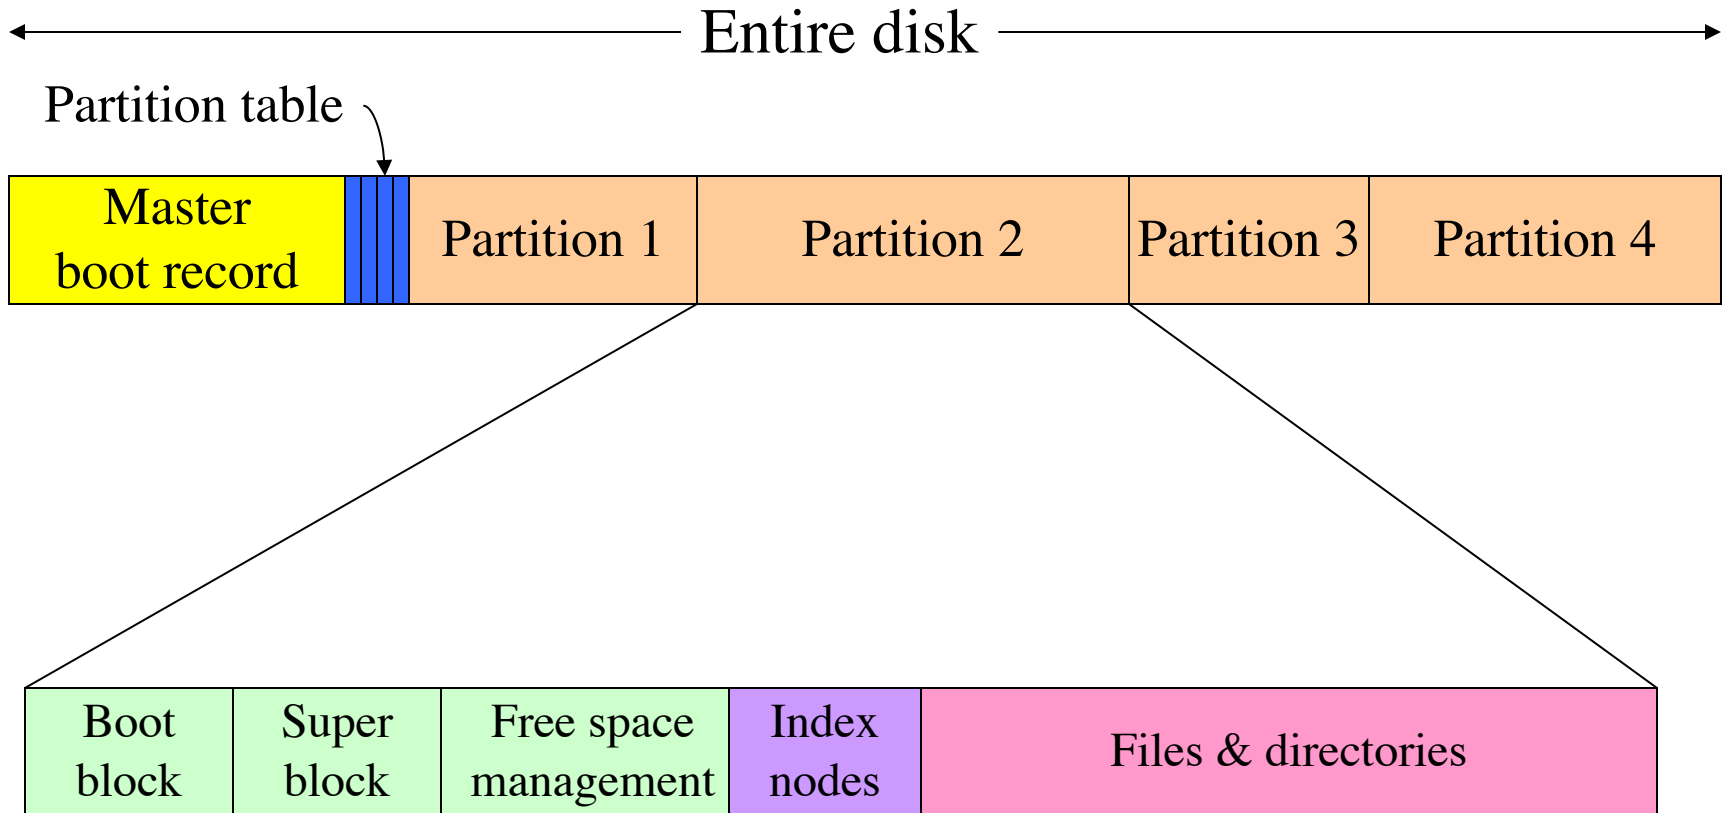 Entire disk
Partition table
Master
boot record
Partition 1
Partition 2
Partition 3
Partition 4
Boot
block
Super
block
Free space
management
Index
nodes
Files & directories